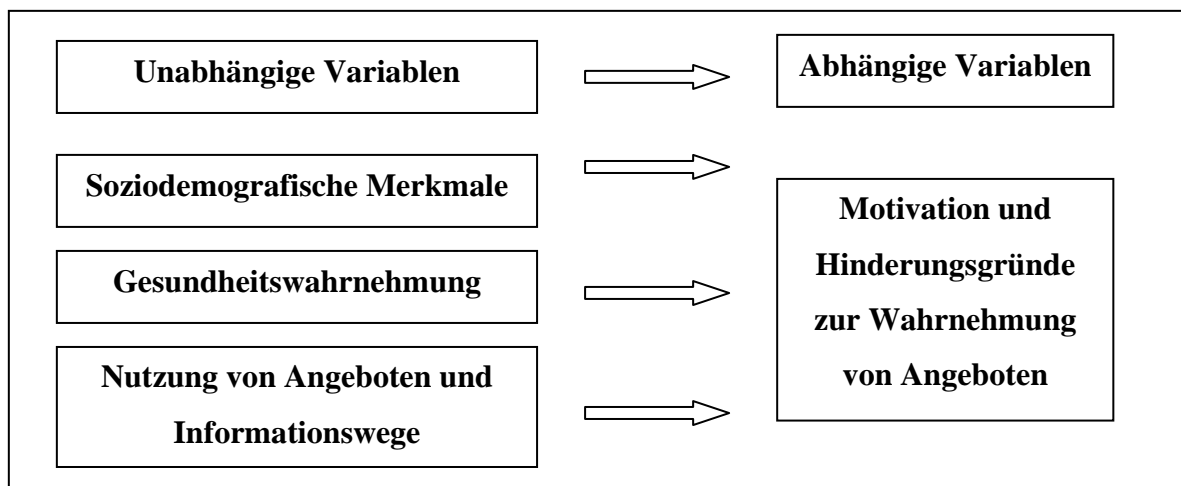 Unabhängige Variablen
Abhängige Variablen
Soziodemografische Merkmale
Gesundheitswahrnehmung
Nutzung von Angeboten und
Informationswege
Motivation und
Hinderungsgründe
zur Wahrnehmung
von Angeboten